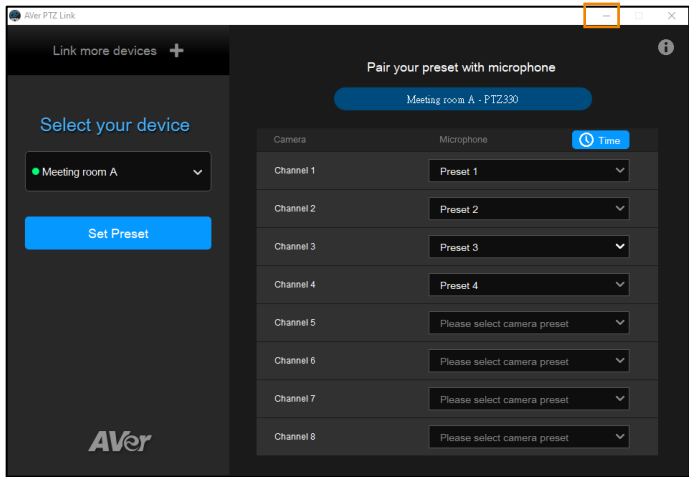 AVer PTZ Link
Link more devices
Pair your preset with microphone
Meeting room A - PTZ330
Select your device
Meeting room A
Set Preset
Camera Microphone Time
Channel 1 Preset 1
Channel 2 Preset 2
Channel 3 Preset 3
Channel 4 Preset 4
Channel 5 Please select camera preset
Channel 6 Please select camera preset
Channel 7 Please select camera preset
Channel 8 Please select camera preset
AVer